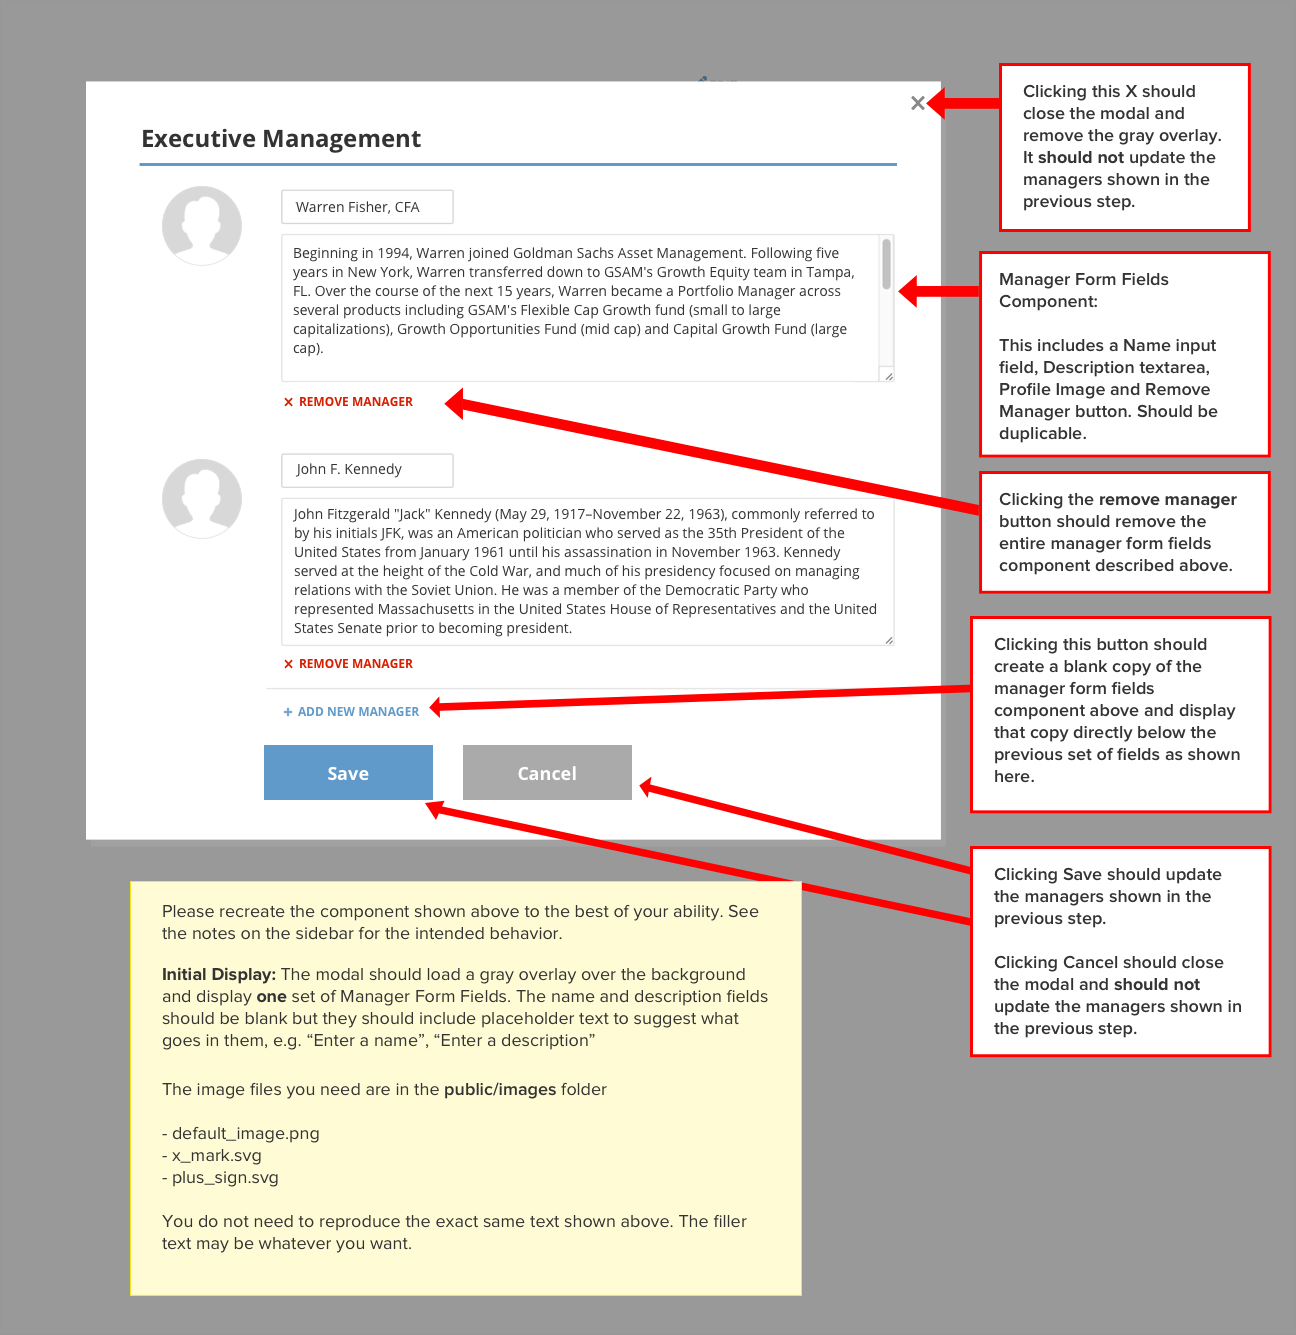 Executive Management
Warren Fisher, CFA
Beginning in 1994, Warren joined Goldman Sachs Asset Management. Following five
years in New York, Warren transferred down to GSAM's Growth Equity team in Tampa,
FL. Over the course of the next 15 years, Warren became a Portfolio Manager across
several products including GSAM's Flexible Cap Growth fund (small to large
capitalizations), Growth Opportunities Fund (mid cap) and Capital Growth Fund (large
cap).
REMOVE MANAGER
John F. Kennedy
John Fitzgerald "Jack" Kennedy (May 29, 1917–November 22, 1963), commonly referred to
by his initials JFK, was an American politician who served as the 35th President of the
United States from January 1961 until his assassination in November 1963. Kennedy
served at the height of the Cold War, and much of his presidency focused on managing
relations with the Soviet Union. He was a member of the Democratic Party who
represented Massachusetts in the United States House of Representatives and the United
States Senate prior to becoming president.
REMOVE MANAGER
+ ADD NEW MANAGER
Save
Cancel
Clicking this X should
close the modal and
remove the gray overlay.
It should not update the
managers shown in the
previous step.
Manager Form Fields
Component:
This includes a Name input
field, Description textarea,
Profile Image and Remove
Manager button. Should be
duplicable.
Clicking the remove manager
button should remove the
entire manager form fields
component described above.
Clicking this button should
create a blank copy of the
manager form fields
component above and display
that copy directly below the
previous set of fields as shown
here.
Clicking Save should update
the managers shown in the
previous step.
Clicking Cancel should close
the modal and should not
update the managers shown in
the previous step.
Please recreate the component shown above to the best of your ability. See
the notes on the sidebar for the intended behavior.
Initial Display: The modal should load a gray overlay over the background
and display one set of Manager Form Fields. The name and description fields
should be blank but they should include placeholder text to suggest what
goes in them, e.g. “Enter a name”, “Enter a description”
The image files you need are in the public/images folder
- default_image.png
- x_mark.svg
- plus_sign.svg
You do not need to reproduce the exact same text shown above. The filler
text may be whatever you want.